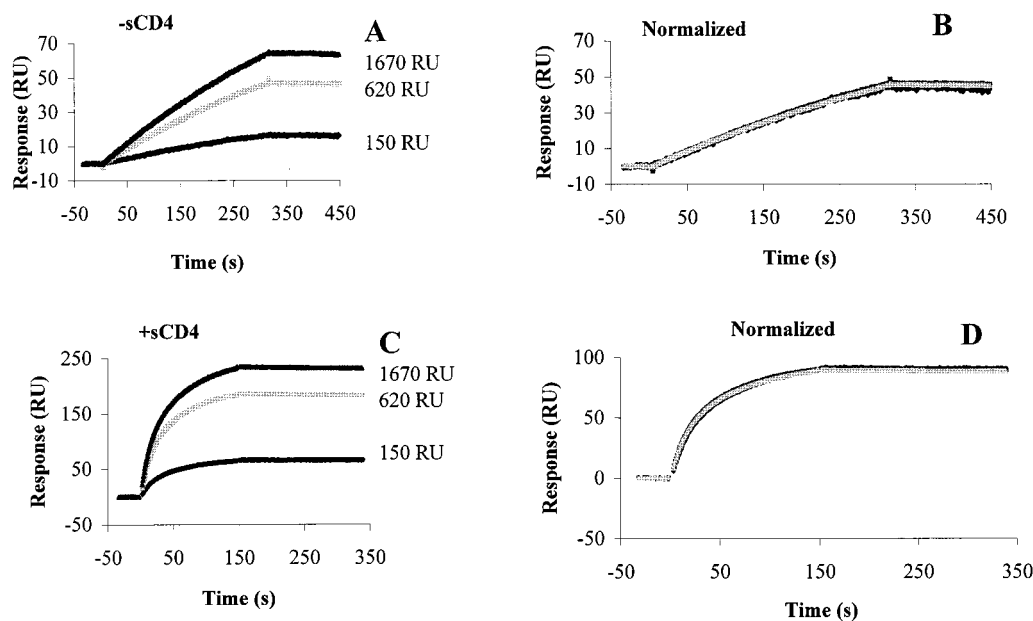 -sCD4
A
Response (RU)
70
50
30
10
-10
1670 RU
620 RU
150 RU
-50 50 150 250 350 450
Time (s)
Normalized
B
Response (RU)
70
50
30
10
-10
-50 50 150 250 350 450
Time (s)
+sCD4
C
Response (RU)
250
150
50
-50
1670 RU
620 RU
150 RU
-50 50 150 250 350
Time (s)
Normalized
D
Response (RU)
100
50
0
-50
-50 50 150 250 350
Time (s)